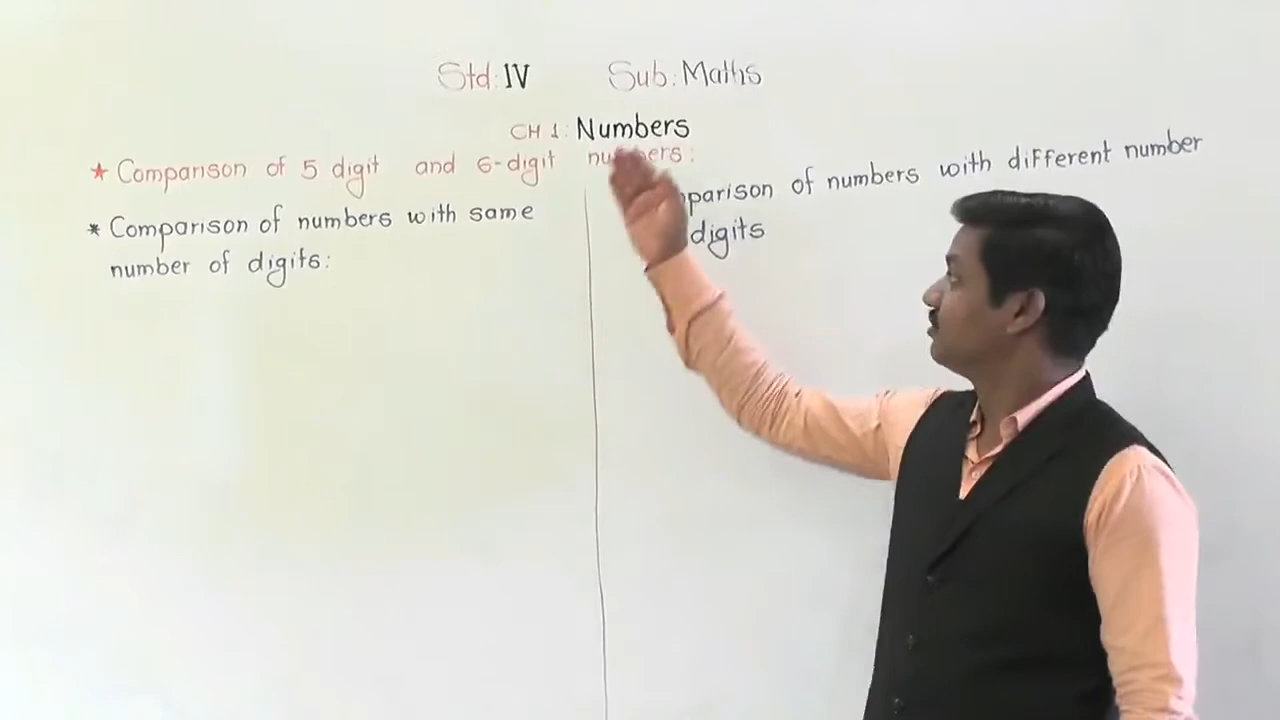 Std: IV Sub: Maths
CH 1: Numbers
★ Comparison of 5 digit and 6-digit numbers:
* Comparison of numbers with same
number of digits:
parison of numbers with different number
digits